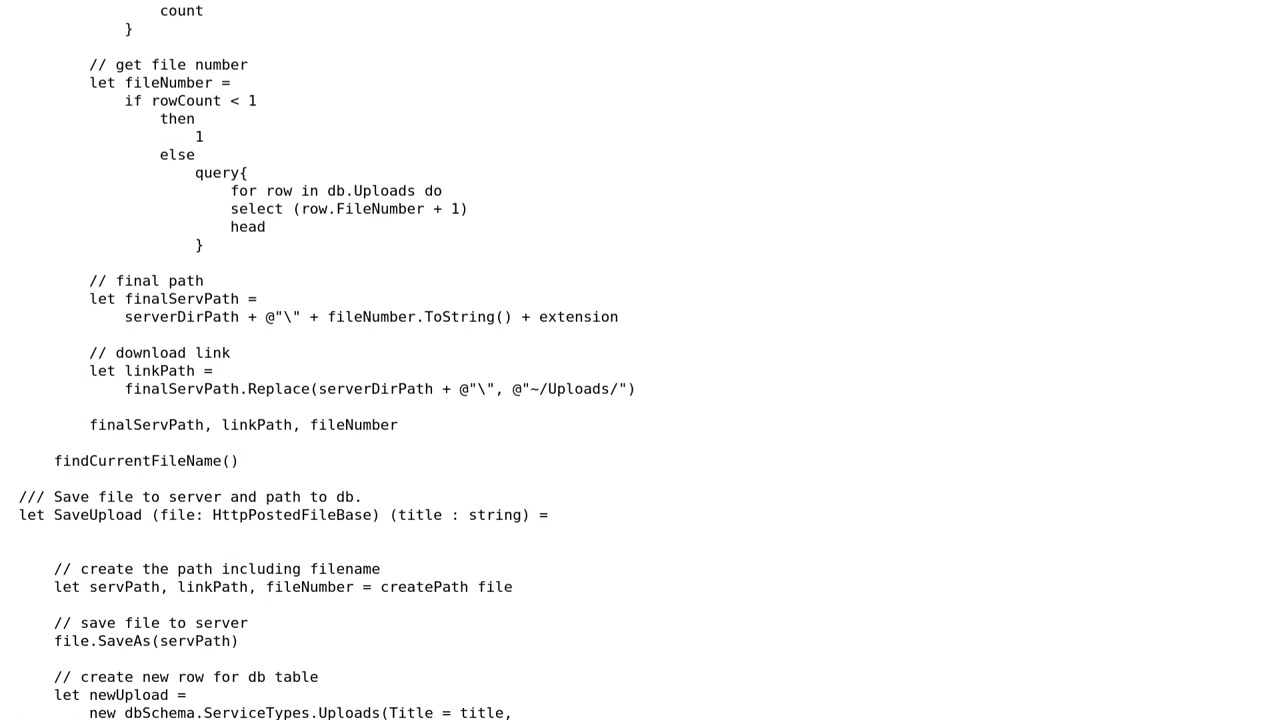 count
}
// get file number
let fileNumber =
if rowCount < 1
then
1
else
query{
for row in db.Uploads do
select (row.FileNumber + 1)
head
}
// final path
let finalServPath =
serverDirPath + @"\" + fileNumber.ToString() + extension
// download link
let linkPath =
finalServPath.Replace(serverDirPath + @"\", @"~/Uploads/")
finalServPath, linkPath, fileNumber
findCurrentFileName()
/// Save file to server and path to db.
let SaveUpload (file: HttpPostedFileBase) (title : string) =
// create the path including filename
let servPath, linkPath, fileNumber = createPath file
// save file to server
file.SaveAs(servPath)
// create new row for db table
let newUpload =
new dbSchema.ServiceTypes.Uploads(Title = title,